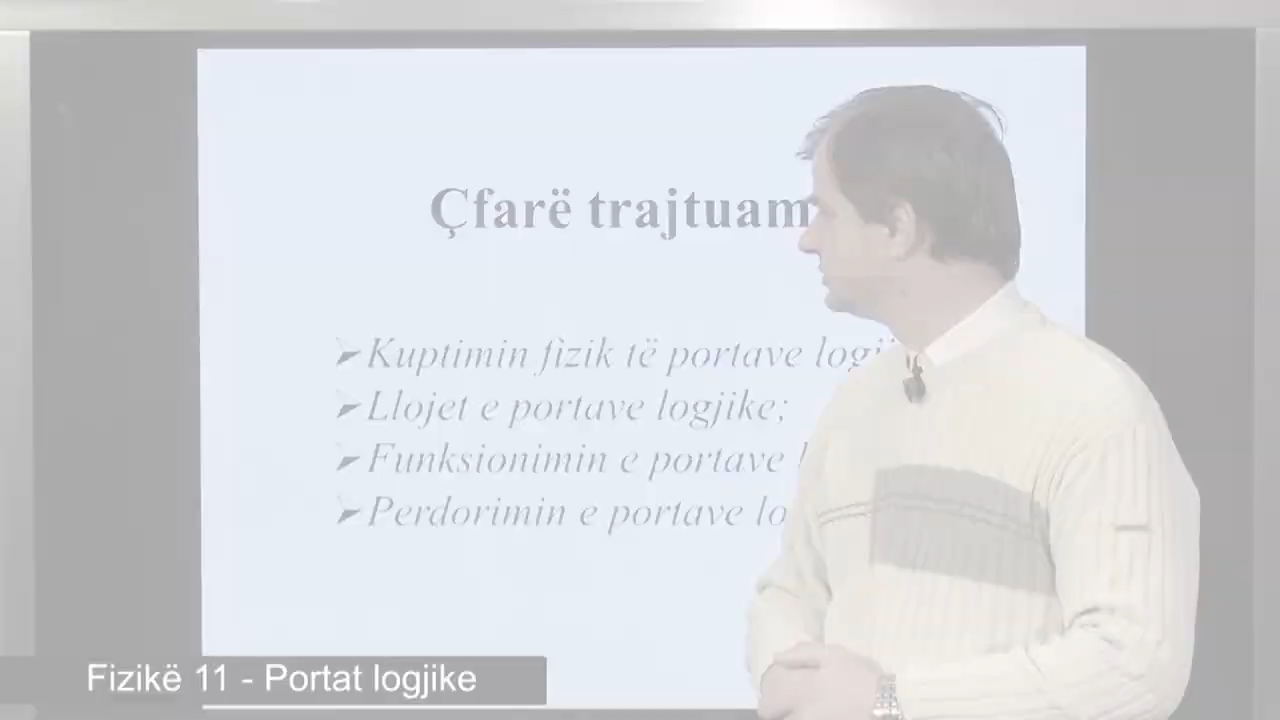 Çfarë trajtuam
Kuptimin fizik të portave
Llojet e portave logjike;
Funksionimin e portave
Perdorimin e portave
Fizikë 11 - Portat logjike